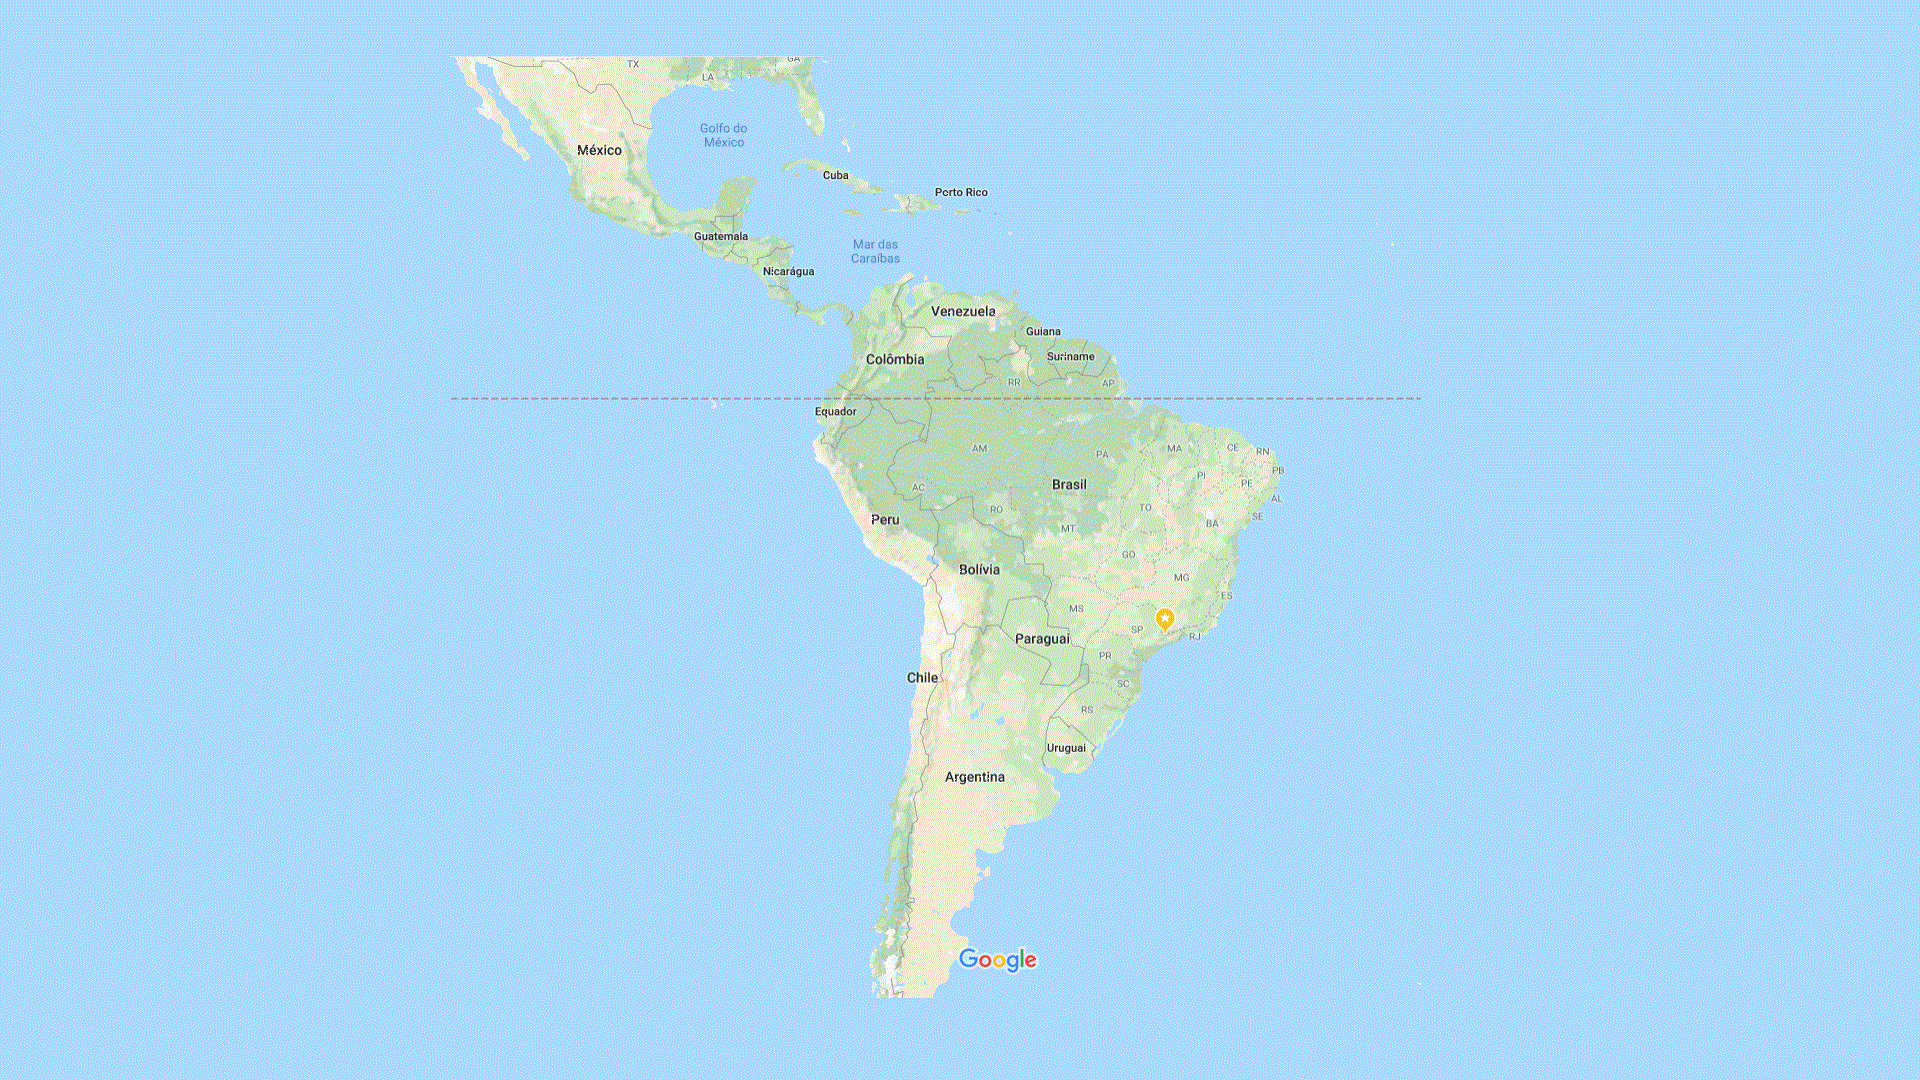 GA
TX
LA
Golfo do
México
México
Cuba
Porto Rico
Guatemala
Mar das
Caraíbas
Nicarágua
Venezuela
Guiana
Suriname
Colômbia
RR
AP
Equador
AM
MA
CE
RN
PA
PB
PI
PE
Brasil
AC
AL
RO
TO
SE
Peru
MT
BA
GO
Bolívia
MG
ES
MS
SP
RJ
Paraguai
PR
Chile
SC
RS
Uruguai
Argentina
Google